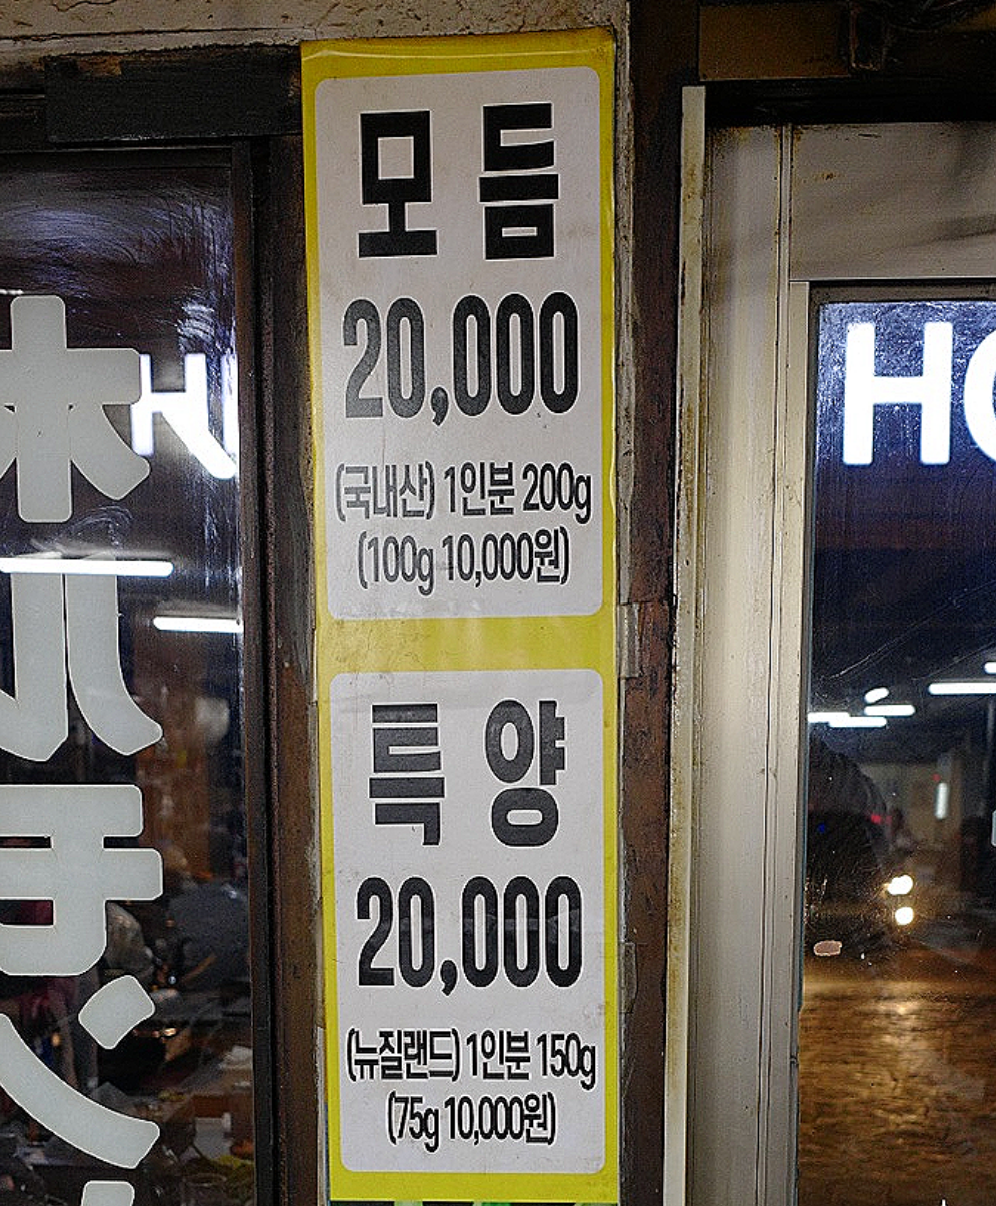 모듬
20,000
(국내산) 1인분 200g
(100g 10,000원)
특양
20,000
(뉴질랜드) 1인분 150g
(75g 10,000원)